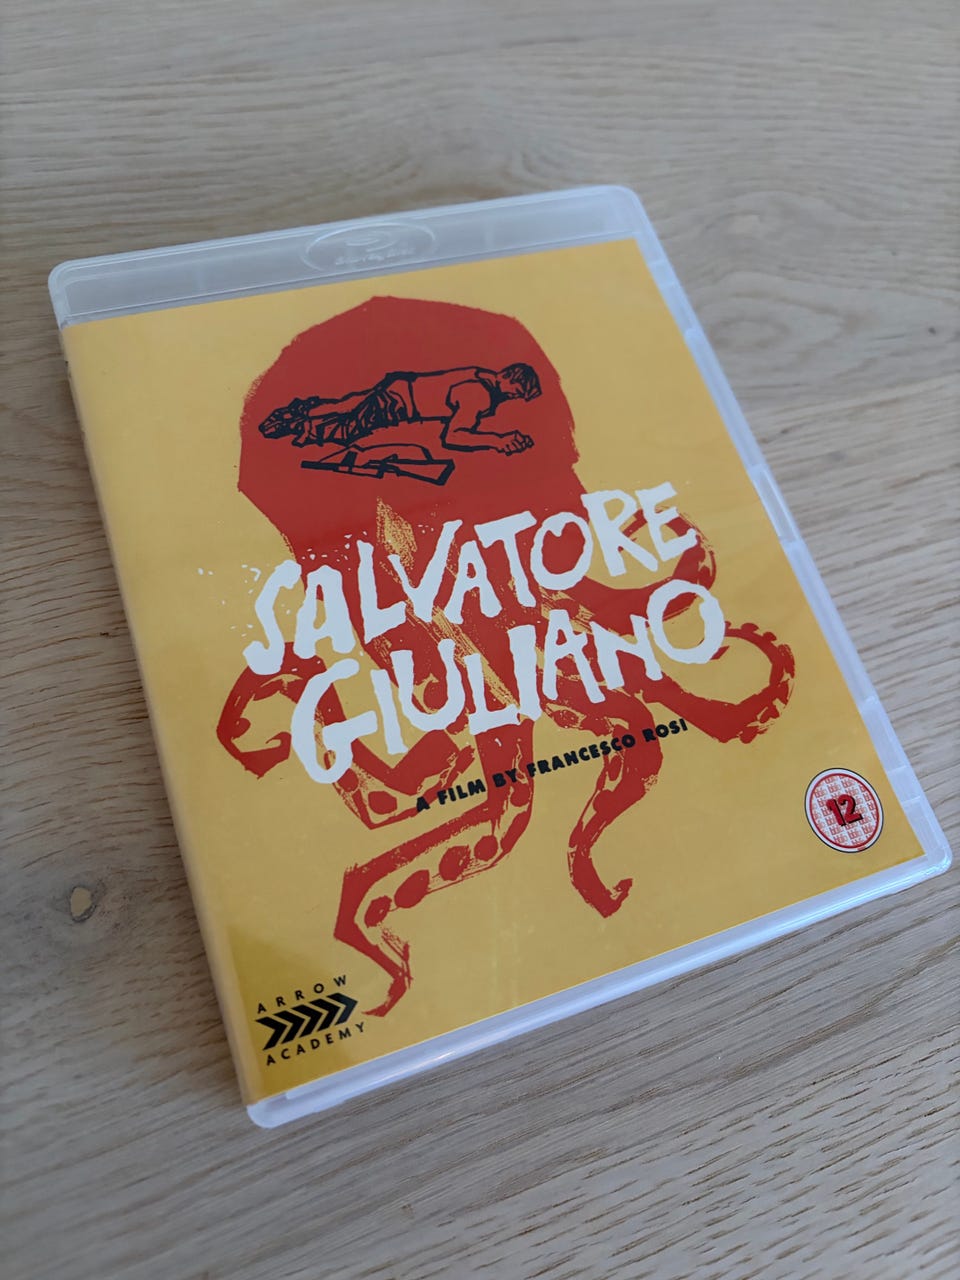 SALVATORE
GIULIANO
A FILM BY FRANCESCO ROSI
12
ARROW
ACADEMY